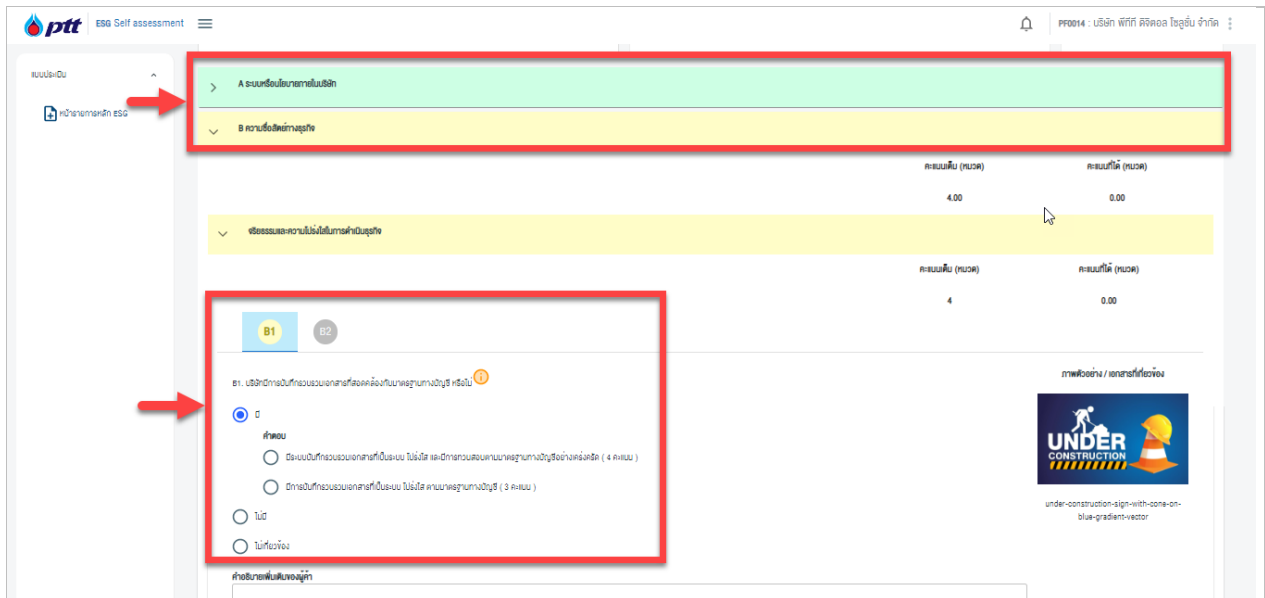 ptt ESG Self assessment
PF0014 : บริษัท พีทีที ดิจิตอล โซลูชั่น จำกัด
แบบประเมิน
หน้ารายการหลัก ESG
A ระบบหรือนโยบายภายในบริษัท
B ความซื่อสัตย์ทางธุรกิจ
คะแนนเต็ม (หมวด) คะแนนที่ได้ (หมวด)
4.00 0.00
จริยธรรมและความโปร่งใสในการดำเนินธุรกิจ
คะแนนเต็ม (หมวด) คะแนนที่ได้ (หมวด)
4 0.00
B1 B2
ภาพตัวอย่าง / เอกสารที่เกี่ยวข้อง
B1. บริษัทมีการบันทึกรวบรวมเอกสารที่สอดคล้องกับมาตรฐานทางบัญชี หรือไม่
มี
คำตอบ
มีระบบบันทึกรวบรวมเอกสารที่เป็นระบบ โปร่งใส และมีการทวนสอบตามมาตรฐานทางบัญชีอย่างเคร่งครัด ( 4 คะแนน )
มีการบันทึกรวบรวมเอกสารที่เป็นระบบ โปร่งใส ตามมาตรฐานทางบัญชี ( 3 คะแนน )
ไม่มี
ไม่เกี่ยวข้อง
UNDER
CONSTRUCTION
under-construction-sign-with-cone-on-
blue-gradient-vector
คำอธิบายเพิ่มเติมของผู้ค้า